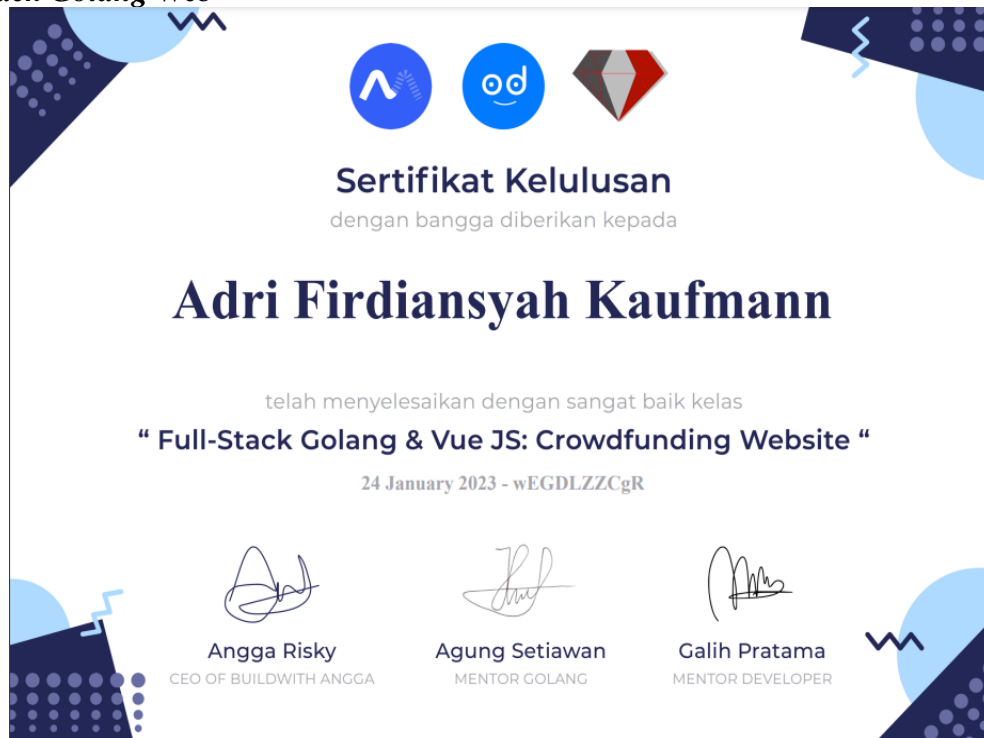 Golang Web
Sertifikat Kelulusan
dengan bangga diberikan kepada
Adri Firdiansyah Kaufmann
telah menyelesaikan dengan sangat baik kelas
“ Full-Stack Golang & Vue JS: Crowdfunding Website “
24 January 2023 - wEGDLZZCgR
Angga Risky
Agung Setiawan
Galih Pratama
CEO OF BUILDWITH ANGGA
MENTOR GOLANG
MENTOR DEVELOPER